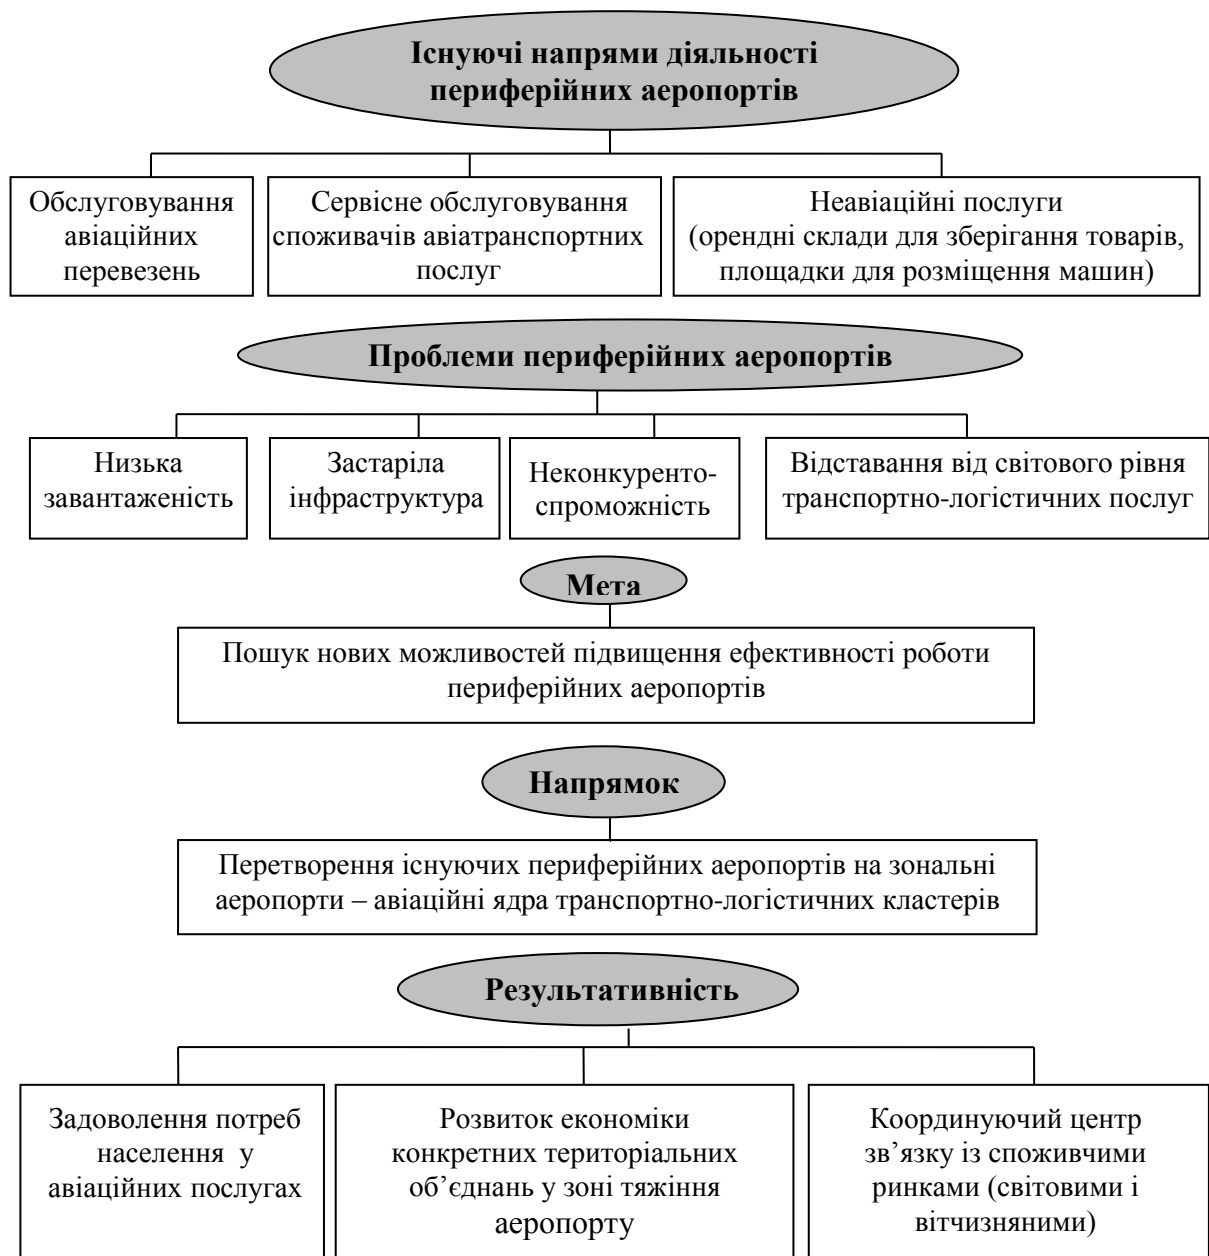 Існуючі напрями діяльності
периферійних аеропортів
Обслуговування
авіаційних
перевезень
Сервісне обслуговування
споживачів авіатранспортних
послуг
Неавіаційні послуги
(орендні склади для зберігання товарів,
площадки для розміщення машин)
Проблеми периферійних аеропортів
Низька
завантаженість
Застаріла
інфраструктура
Неконкуренто-
спроможність
Відставання від світового рівня
транспортно-логістичних послуг
Мета
Пошук нових можливостей підвищення ефективності роботи
периферійних аеропортів
Напрямок
Перетворення існуючих периферійних аеропортів на зональні
аеропорти – авіаційні ядра транспортно-логістичних кластерів
Результативність
Задоволення потреб
населення у
авіаційних послугах
Розвиток економіки
конкретних територіальних
об’єднань у зоні тяжіння
аеропорту
Координуючий центр
зв’язку із споживчими
ринками (світовими і
вітчизняними)